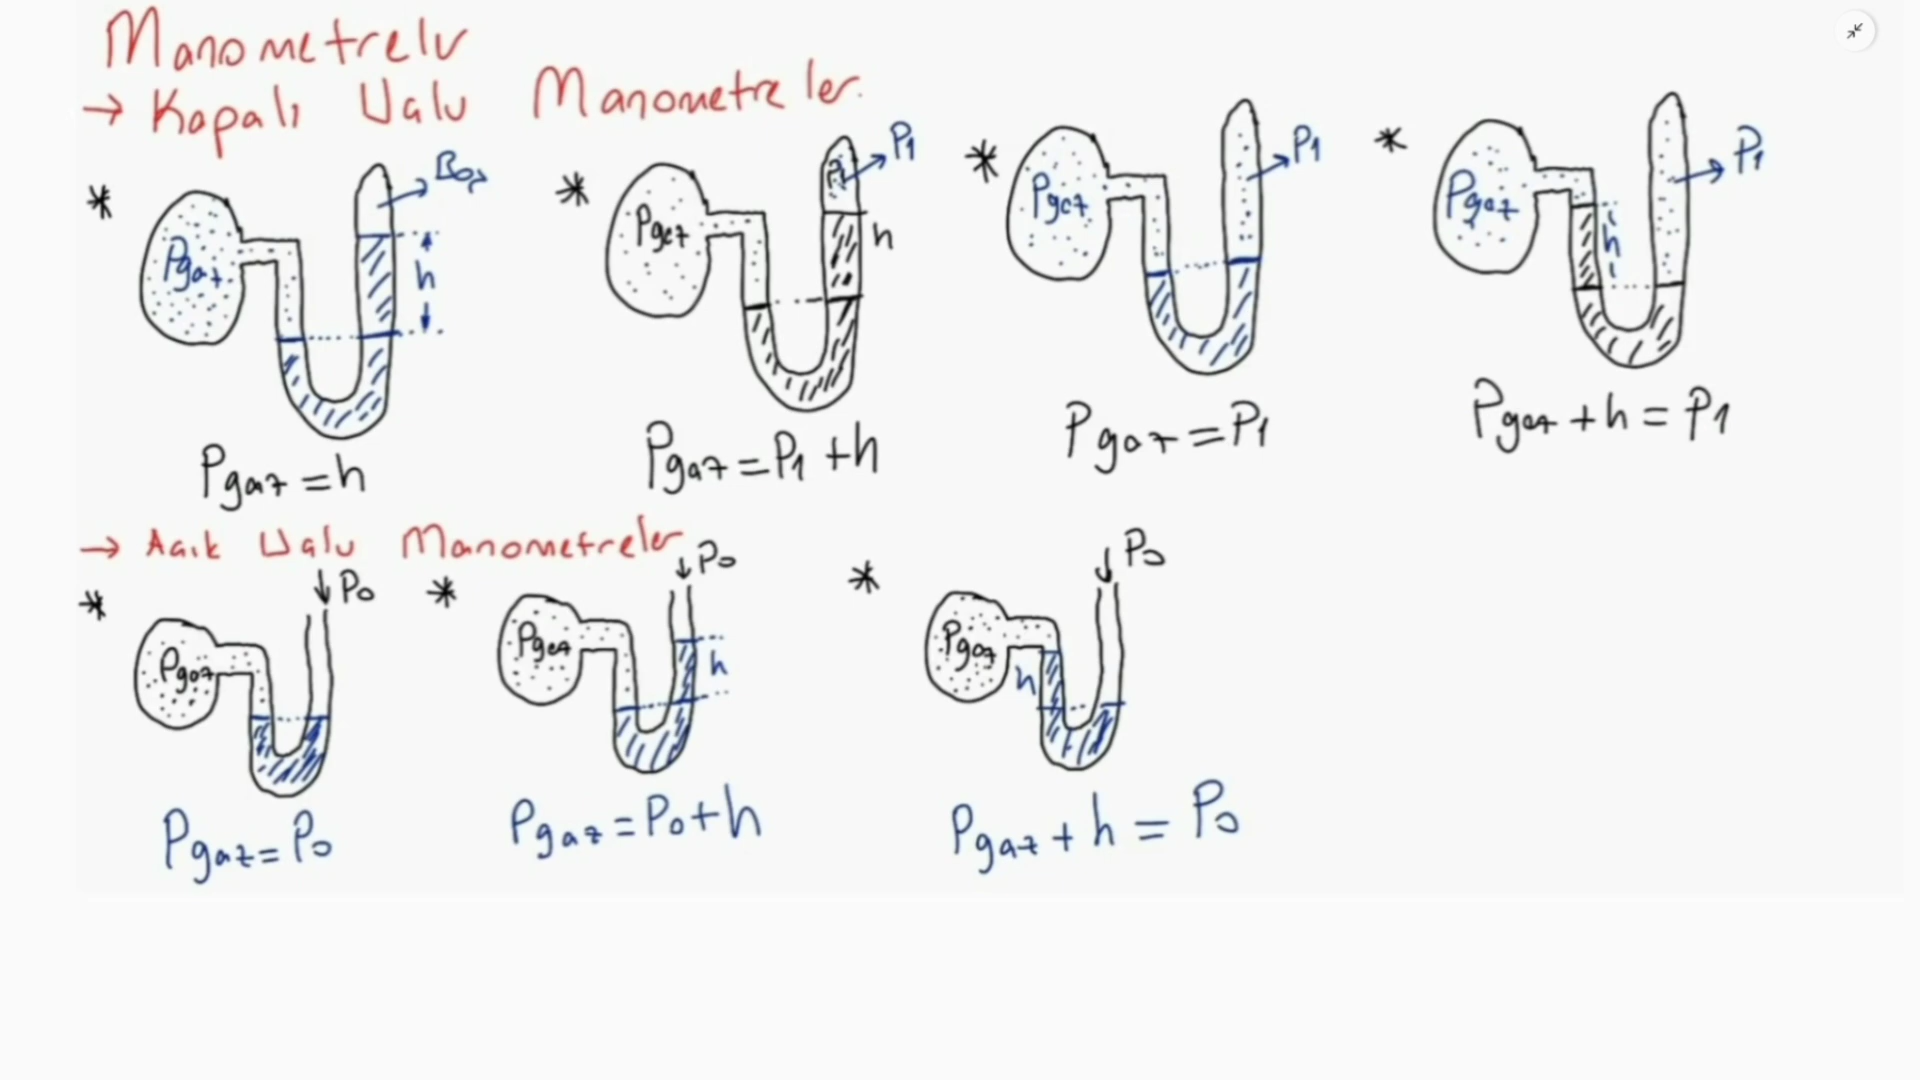 Manometreler
→ Kapalı Uçlu Manometreler.
* Pgaz Boş h
* Pgaz P1 h
* Pgaz P1
* Pgaz h P1
Pgaz = h
Pgaz = P1 + h
Pgaz = P1
Pgaz + h = P1
→ Açık Uçlu Manometreler
* Pgaz P0
* Pgaz P0 h
* Pgaz h P0
Pgaz = P0
Pgaz = P0 + h
Pgaz + h = P0